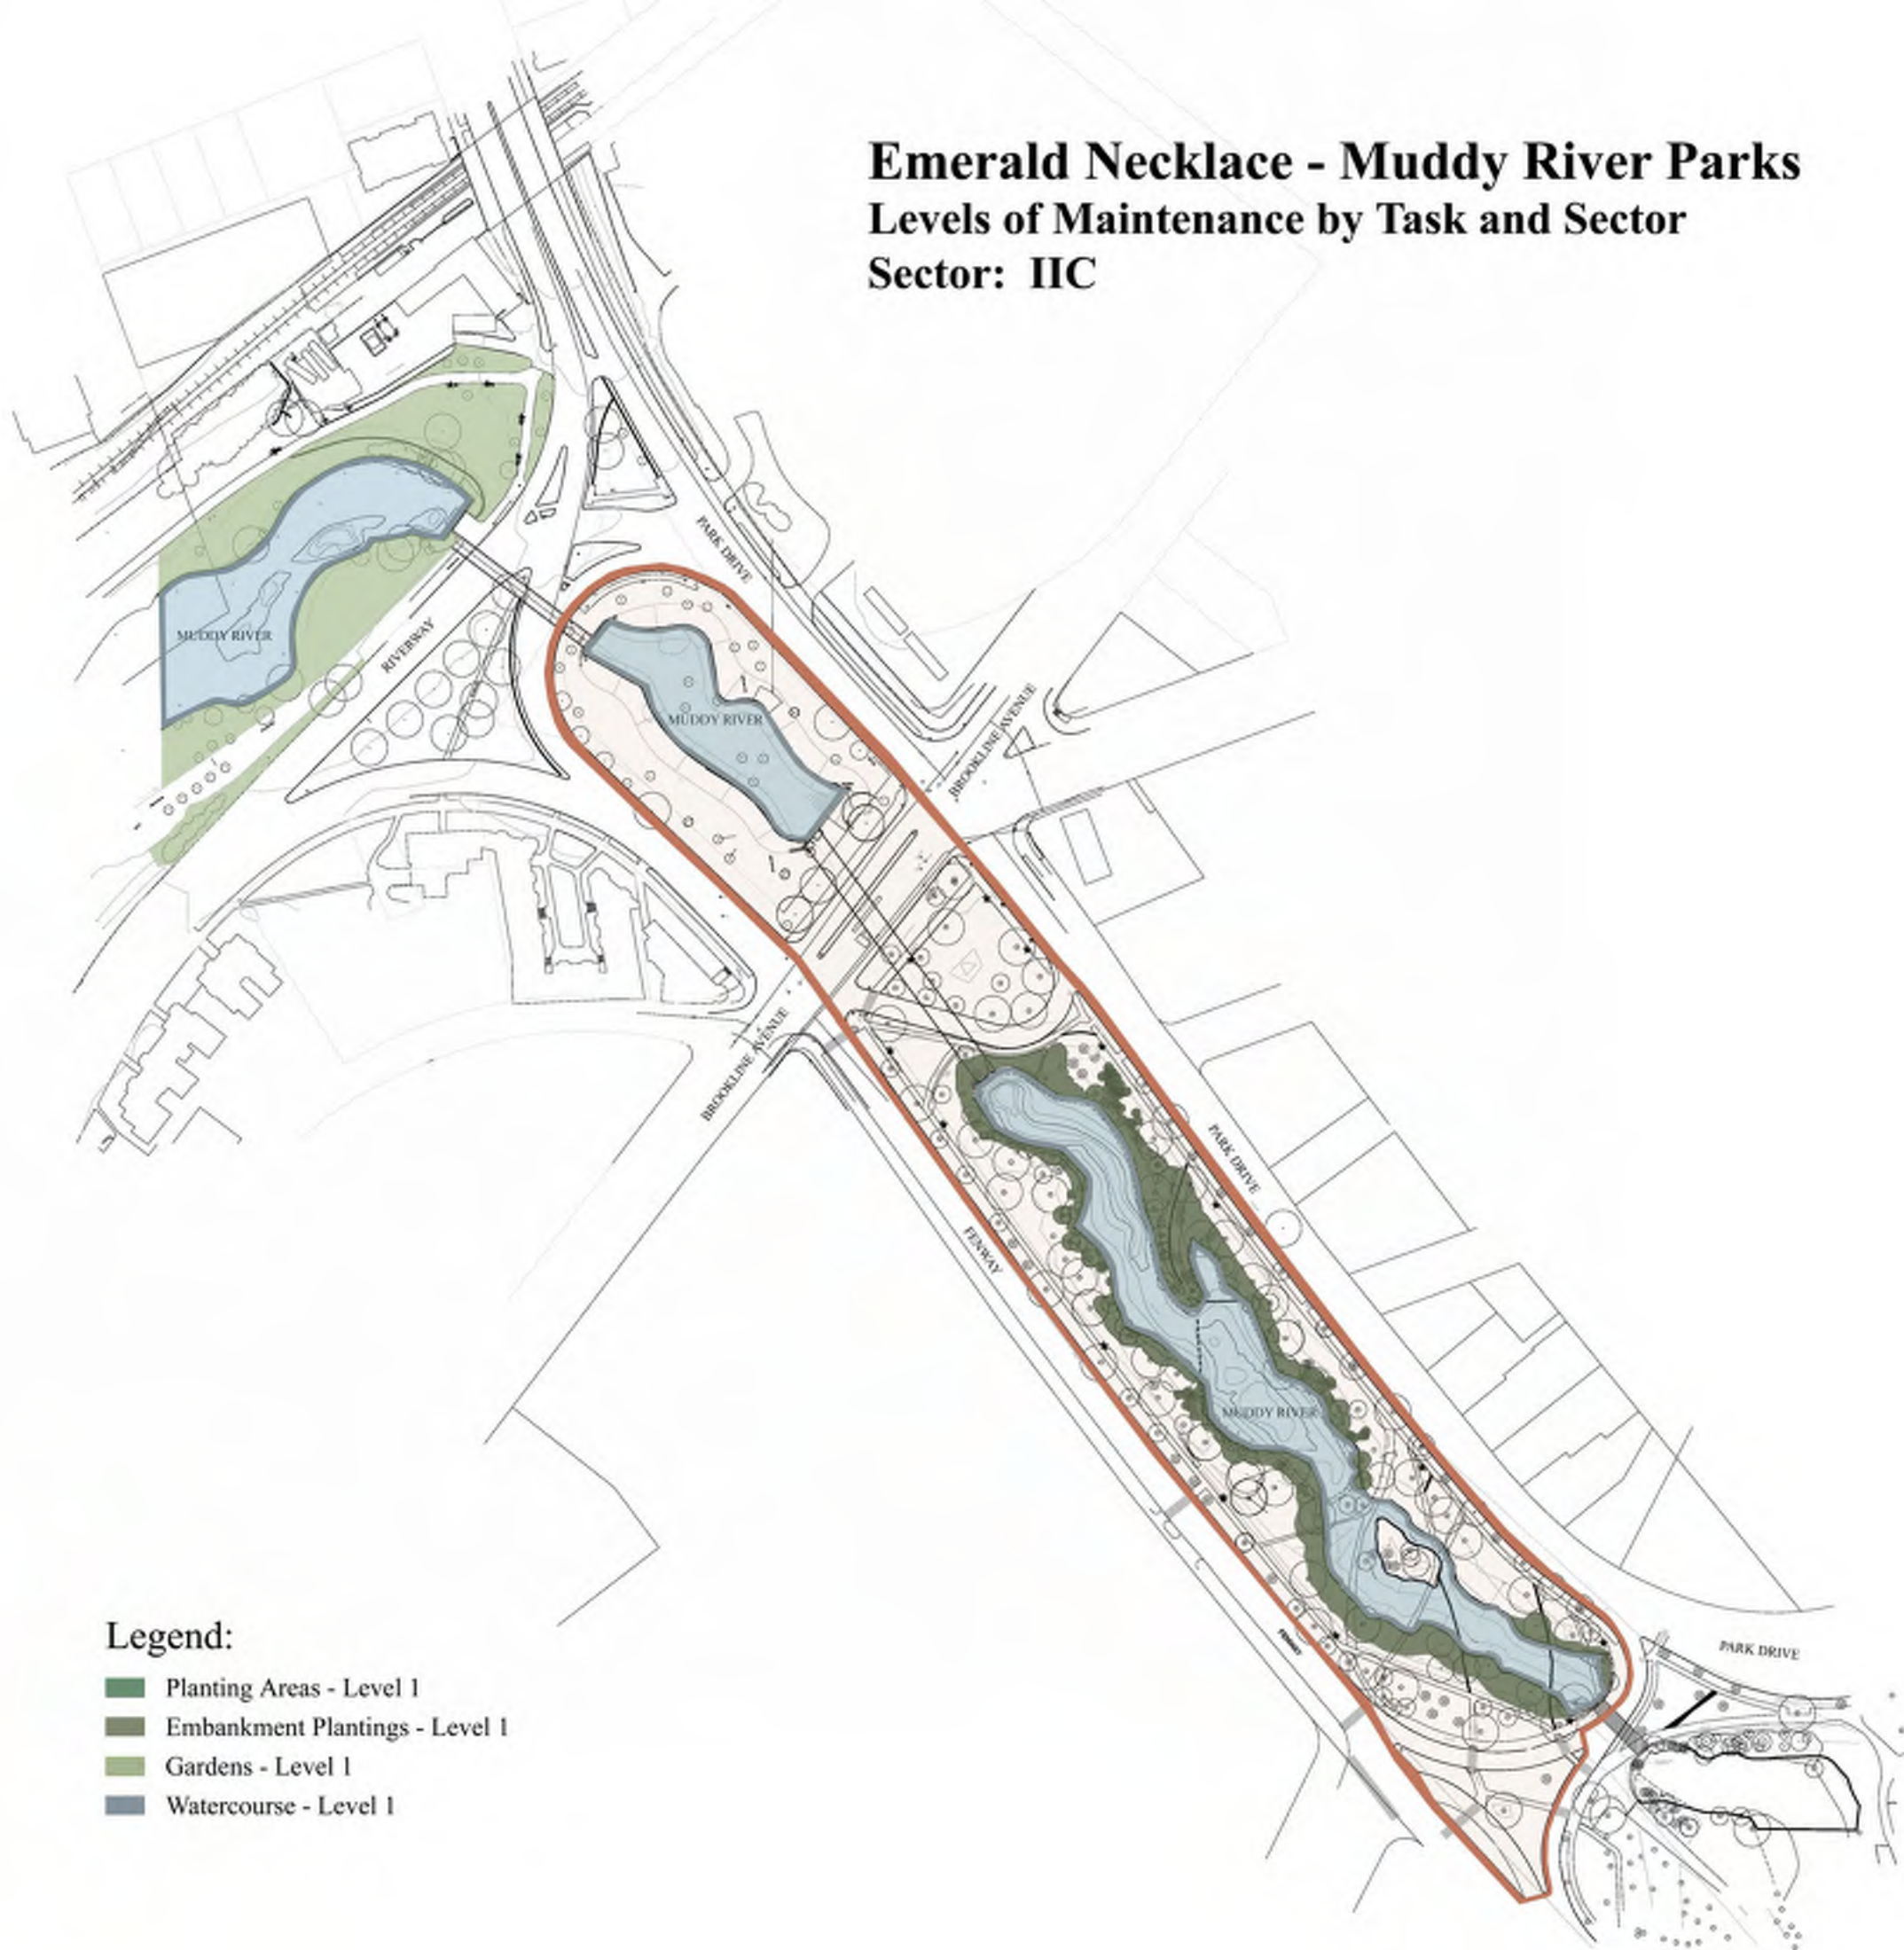 Emerald Necklace - Muddy River Parks
Levels of Maintenance by Task and Sector
Sector: IIC
PARK DRIVE
MUDDY RIVER
RIVERWAY
MUDDY RIVER
BROOKLINE AVENUE
BROOKLINE AVENUE
PARK DRIVE
FENWAY
MUDDY RIVER
FENWAY
PARK DRIVE
Legend:
Planting Areas - Level 1
Embankment Plantings - Level 1
Gardens - Level 1
Watercourse - Level 1